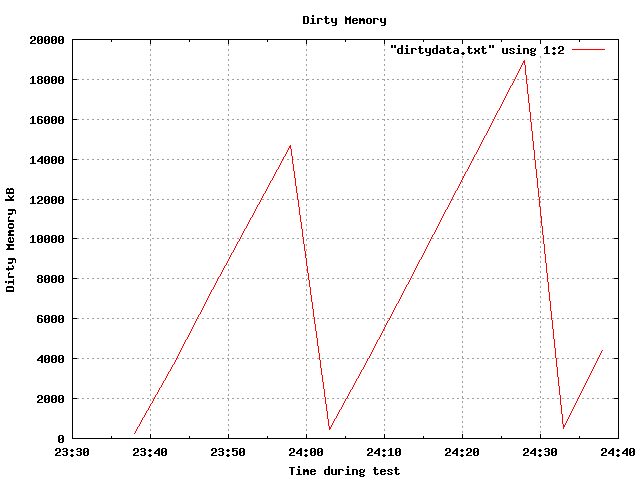 Dirty Memory
"dirtydata.txt" using 1:2
20000
18000
16000
14000
12000
10000
8000
6000
4000
2000
0
Dirty Memory kB
23:30 23:40 23:50 24:00 24:10 24:20 24:30 24:40
Time during test